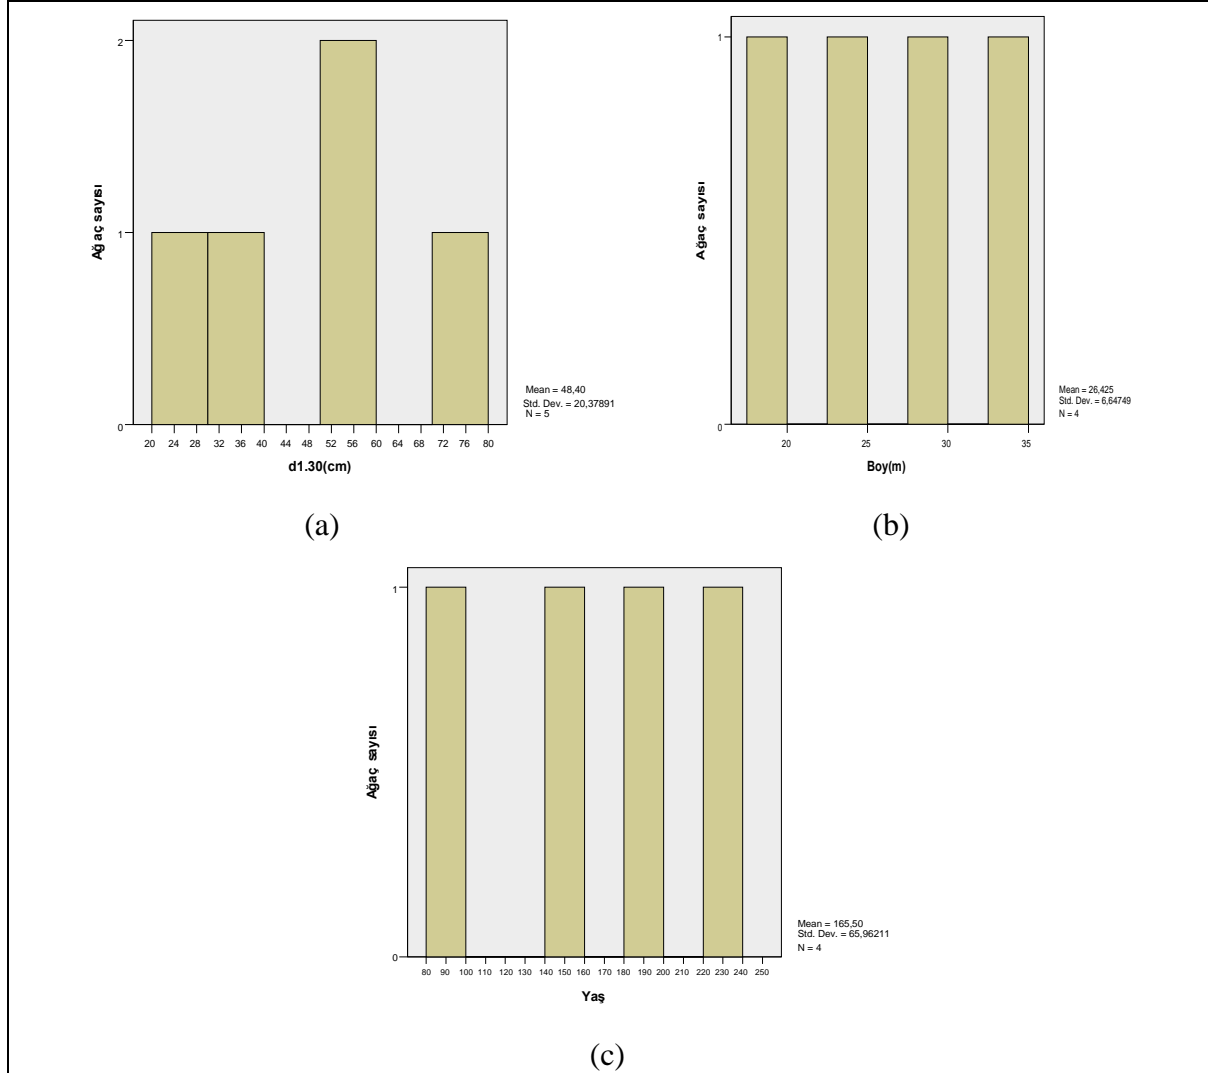 2
1
0
Ağaç sayısı
20 24 28 32 36 40 44 48 52 56 60 64 68 72 76 80
d1.30(cm)
Mean = 48,40
Std. Dev. = 20,37891
N = 5
(a)
1
0
Ağaç sayısı
20 25 30 35
Boy(m)
Mean = 26,425
Std. Dev. = 6,64749
N = 4
(b)
1
0
Ağaç sayısı
80 90 100 110 120 130 140 150 160 170 180 190 200 210 220 230 240 250
Yaş
Mean = 165,50
Std. Dev. = 65,96211
N = 4
(c)